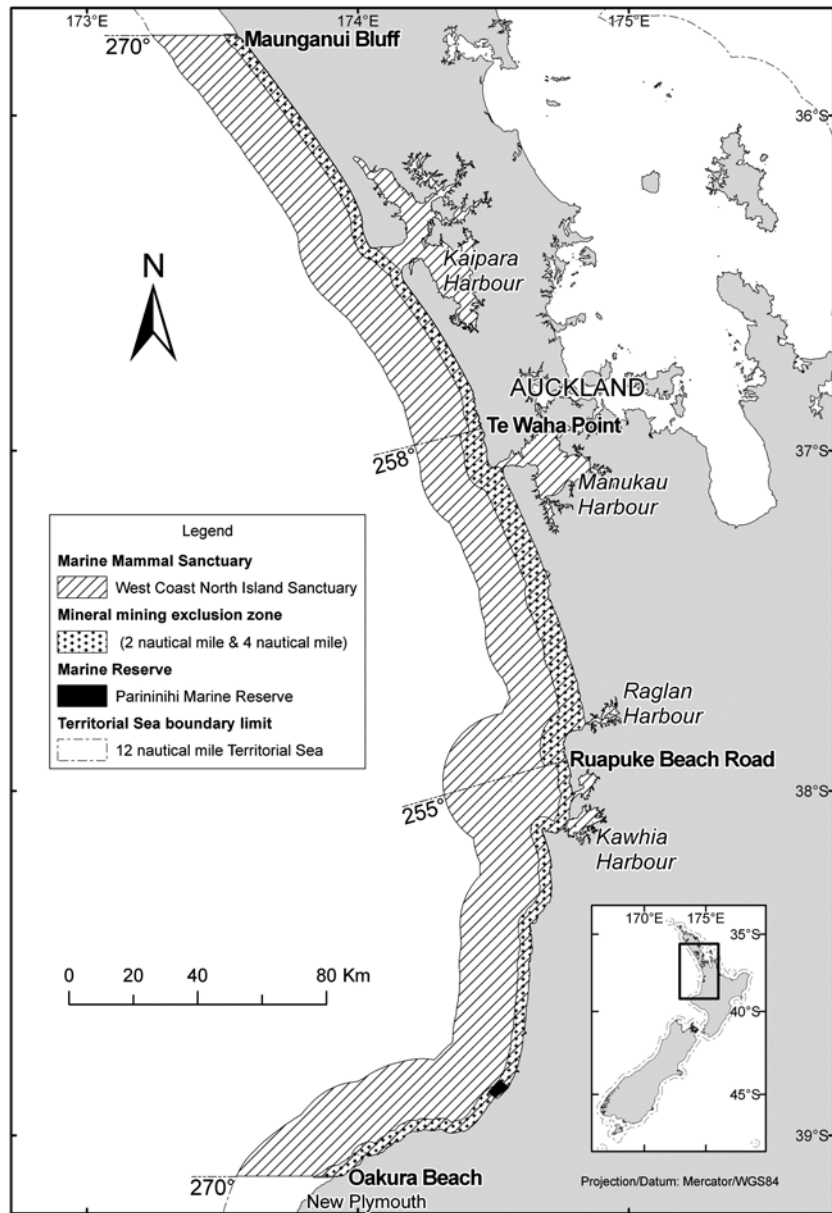 173°E
174°E
175°E
270°
Maunganui Bluff
36°S
N
Kaipara
Harbour
AUCKLAND
Te Waha Point
37°S
258°
Manukau
Harbour
Legend
Marine Mammal Sanctuary
West Coast North Island Sanctuary
Mineral mining exclusion zone
(2 nautical mile & 4 nautical mile)
Marine Reserve
Parininihi Marine Reserve
Territorial Sea boundary limit
12 nautical mile Territorial Sea
Raglan
Harbour
Ruapuke Beach Road
255°
38°S
Kawhia
Harbour
0 20 40 80 Km
170°E 175°E
35°S
40°S
45°S
39°S
270°
Oakura Beach
New Plymouth
Projection/Datum: Mercator/WGS84